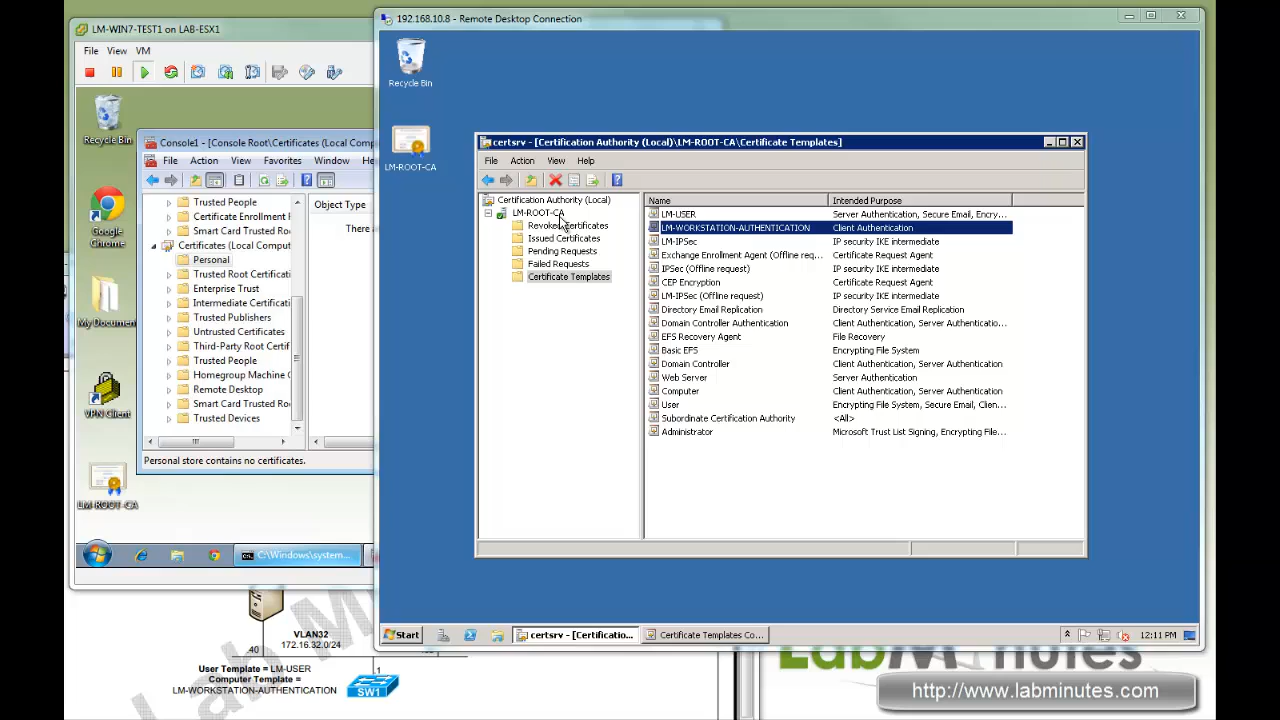 192.168.10.8 - Remote Desktop Connection
LM-WIN7-TEST1 on LAB-ESX1
File View VM
Recycle Bin
Google Chrome
My Document
VPN Client
LM-ROOT-CA
Console1 - [Console Root\Certificates (Local Comp
File Action View Favorites Window
Trusted People
Certificate Enrollment
Smart Card Trusted Ro
Certificates (Local Comput
Personal
Trusted Root Certificati
Enterprise Trust
Intermediate Certificati
Trusted Publishers
Untrusted Certificates
Third-Party Root Certif
Trusted People
Homegroup Machine C
Remote Desktop
Smart Card Trusted Ro
Trusted Devices
Object Type
There a
Personal store contains no certificates.
C:\Windows\system...
Recycle Bin
LM-ROOT-CA
certsrv - [Certification Authority (Local)\LM-ROOT-CA\Certificate Templates]
File Action View Help
Certification Authority (Local)
LM-ROOT-CA
Revoked Certificates
Issued Certificates
Pending Requests
Failed Requests
Certificate Templates
Name Intended Purpose
LM-USER Server Authentication, Secure Email, Encry...
LM-WORKSTATION-AUTHENTICATION Client Authentication
LM-IPSec IP security IKE intermediate
Exchange Enrollment Agent (Offline req... Certificate Request Agent
IPSec (Offline request) IP security IKE intermediate
CEP Encryption Certificate Request Agent
LM-IPSec (Offline request) IP security IKE intermediate
Directory Email Replication Directory Service Email Replication
Domain Controller Authentication Client Authentication, Server Authenticatio...
EFS Recovery Agent File Recovery
Basic EFS Encrypting File System
Domain Controller Client Authentication, Server Authentication
Web Server Server Authentication
Computer Client Authentication, Server Authentication
User Encrypting File System, Secure Email, Clien...
Subordinate Certification Authority <All>
Administrator Microsoft Trust List Signing, Encrypting File...
Start certsrv - [Certificatio... Certificate Templates Co... 12:11 PM
VLAN32
172.16.32.0/24
.40
.1
User Template = LM-USER
Computer Template =
LM-WORKSTATION-AUTHENTICATION
SW1
Lab M
LabMinutes
http://www.labminutes.com